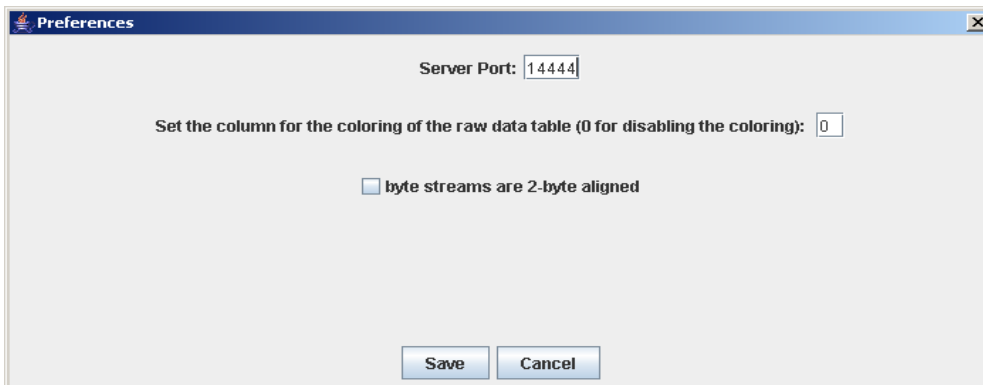 Preferences
Server Port: 14444
Set the column for the coloring of the raw data table (0 for disabling the coloring): 0
byte streams are 2-byte aligned
Save Cancel